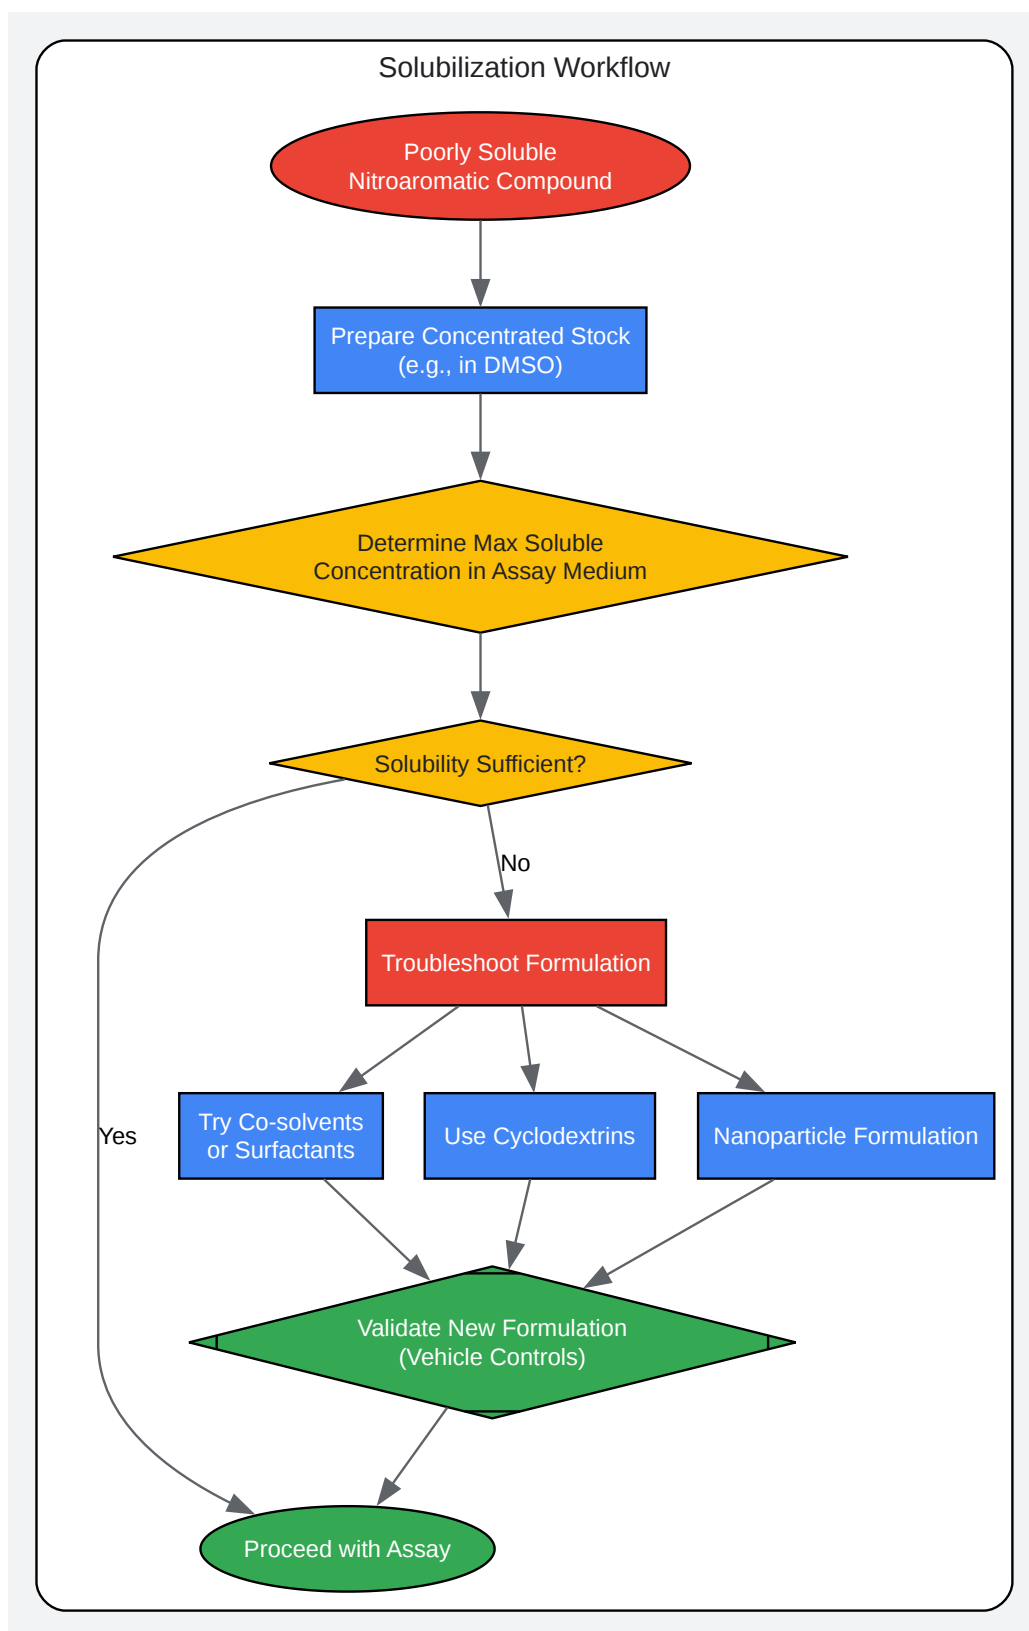 Solubilization Workflow
Poorly Soluble
Nitroaromatic Compound
Prepare Concentrated Stock
(e.g., in DMSO)
Determine Max Soluble
Concentration in Assay Medium
Solubility Sufficient?
No
Troubleshoot Formulation
Yes
Try Co-solvents
or Surfactants
Use Cyclodextrins
Nanoparticle Formulation
Validate New Formulation
(Vehicle Controls)
Proceed with Assay